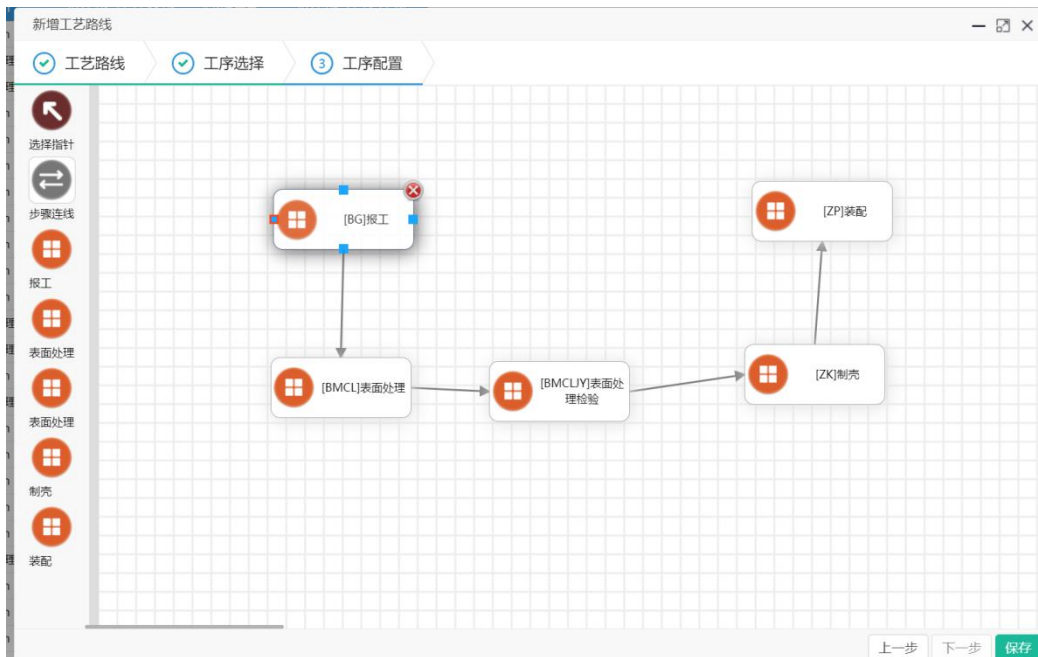 新增工艺路线
工艺路线
工序选择
3 工序配置
选择指针
步骤连线
报工
表面处理
表面处理
制壳
装配
[BG]报工
[ZP]装配
[BMCL]表面处理
[BMCLJY]表面处
理检验
[ZK]制壳
上一步
下一步
保存